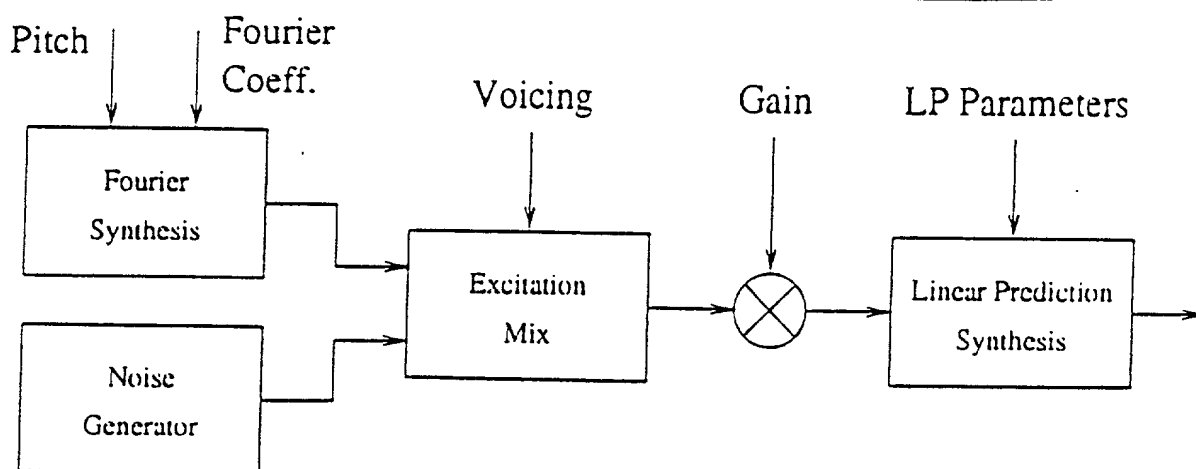 Pitch
Fourier
Coeff.
Voicing
Gain
LP Parameters
Fourier
Synthesis
Excitation
Mix
Linear Prediction
Synthesis
Noise
Generator